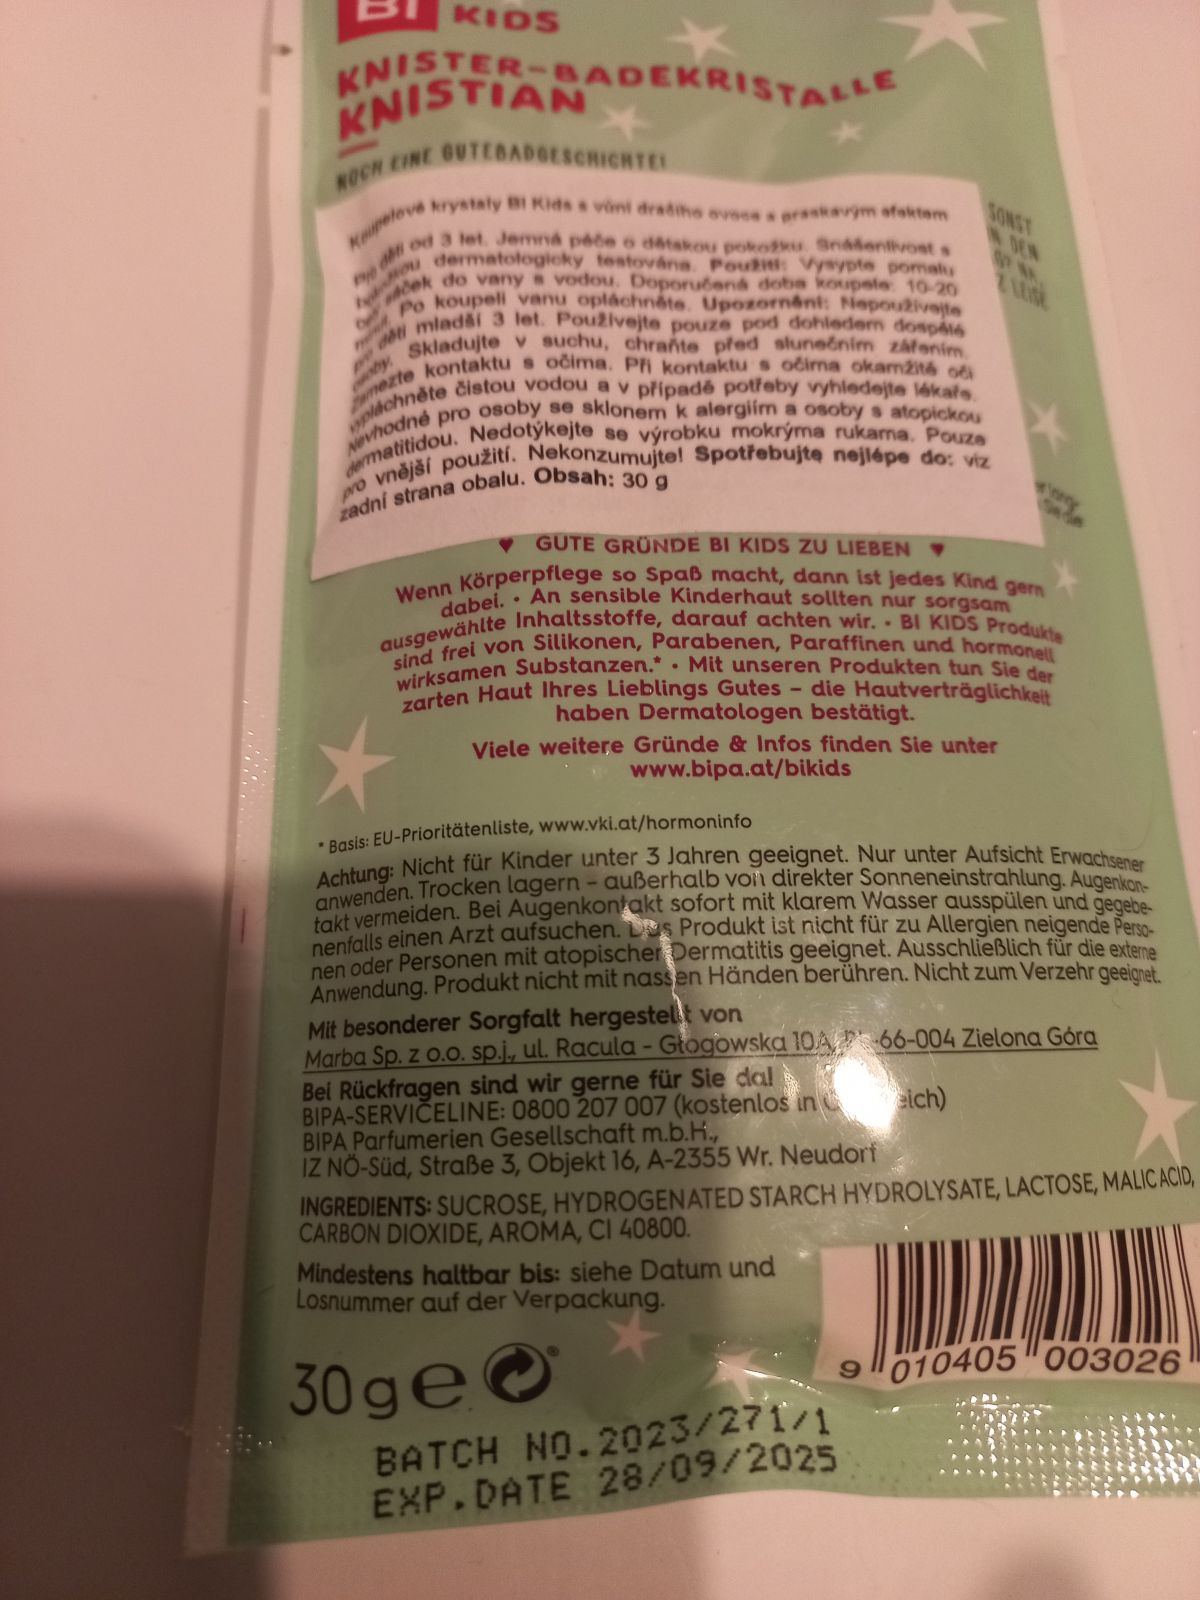 BI KIDS
KNISTER-BADEKRISTALLE
KNISTIAN
NOCH EINE GUTEBADGESCHICHTE!
Koupelové krystaly BI Kids s vůní dračího ovoce s praskavým efektem
Pro děti od 3 let. Jemná péče o dětskou pokožku. Snášenlivost s
pokožkou dermatologicky testována. Použití: Vysypte pomalu
celý sáček do vany s vodou. Doporučená doba koupele: 10-20
minut. Po koupeli vanu opláchněte. Upozornění: Nepoužívejte
pro děti mladší 3 let. Používejte pouze pod dohledem dospělé
osoby. Skladujte v suchu, chraňte před slunečním zářením.
Zamezte kontaktu s očima. Při kontaktu s očima okamžitě oči
vypláchněte čistou vodou a v případě potřeby vyhledejte lékaře.
Nevhodné pro osoby se sklonem k alergiím a osoby s atopickou
dermatitidou. Nedotýkejte se výrobku mokrýma rukama. Pouze
pro vnější použití. Nekonzumujte! Spotřebujte nejlépe do: viz
zadní strana obalu. Obsah: 30 g
SONST
♥ GUTE GRÜNDE BI KIDS ZU LIEBEN ♥
Wenn Körperpflege so Spaß macht, dann ist jedes Kind gern
dabei. • An sensible Kinderhaut sollten nur sorgsam
ausgewählte Inhaltsstoffe, darauf achten wir. • BI KIDS Produkte
sind frei von Silikonen, Parabenen, Paraffinen und hormonell
wirksamen Substanzen.* • Mit unseren Produkten tun Sie der
zarten Haut Ihres Lieblings Gutes – die Hautverträglichkeit
haben Dermatologen bestätigt.
Viele weitere Gründe & Infos finden Sie unter
www.bipa.at/bikids
* Basis: EU-Prioritätenliste, www.vki.at/hormoninfo
Achtung: Nicht für Kinder unter 3 Jahren geeignet. Nur unter Aufsicht Erwachsener
anwenden. Trocken lagern – außerhalb von direkter Sonneneinstrahlung. Augenkon-
takt vermeiden. Bei Augenkontakt sofort mit klarem Wasser ausspülen und gegebe-
nenfalls einen Arzt aufsuchen. Das Produkt ist nicht für zu Allergien neigende Perso-
nen oder Personen mit atopischer Dermatitis geeignet. Ausschließlich für die externe
Anwendung. Produkt nicht mit nassen Händen berühren. Nicht zum Verzehr geeignet.
Mit besonderer Sorgfalt hergestellt von
Marba Sp. z o.o. sp.j., ul. Racula - Głogowska 10A, -66-004 Zielona Góra
Bei Rückfragen sind wir gerne für Sie da!
BIPA-SERVICELINE: 0800 207 007 (kostenlos in eich)
BIPA Parfumerien Gesellschaft m.b.H.,
IZ NÖ-Süd, Straße 3, Objekt 16, A-2355 Wr. Neudorf
INGREDIENTS: SUCROSE, HYDROGENATED STARCH HYDROLYSATE, LACTOSE, MALIC ACID,
CARBON DIOXIDE, AROMA, CI 40800.
Mindestens haltbar bis: siehe Datum und
Losnummer auf der Verpackung.
30 g e
9 010405 003026
BATCH NO.2023/271/1
EXP.DATE 28/09/2025